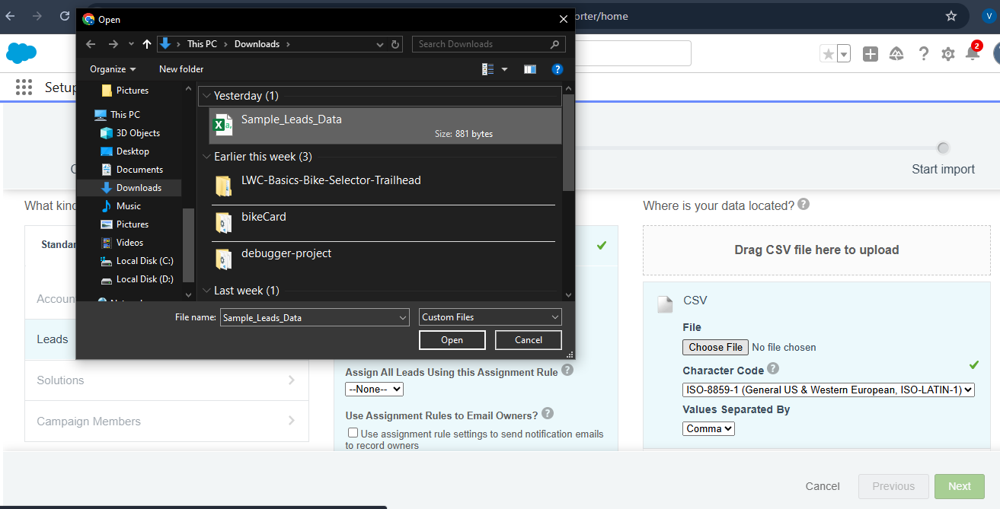 Open
orter/home
V
This PC
Downloads
Search Downloads
Organize
New folder
2
Setup
Pictures
This PC
3D Objects
Desktop
Documents
Downloads
Music
Pictures
Videos
Local Disk (C:)
Local Disk (D:)
Yesterday (1)
Sample_Leads_Data
Size: 881 bytes
Earlier this week (3)
LWC-Basics-Bike-Selector-Trailhead
bikeCard
debugger-project
Last week (1)
File name:
Sample_Leads_Data
Custom Files
Open
Cancel
Start import
What kind
Standar
Accoun
Leads
Solutions
Campaign Members
Assign All Leads Using this Assignment Rule
--None--
Use Assignment Rules to Email Owners?
Use assignment rule settings to send notification emails
to record owners
Where is your data located?
Drag CSV file here to upload
CSV
File
Choose File No file chosen
Character Code
ISO-8859-1 (General US & Western European, ISO-LATIN-1)
Values Separated By
Comma
Cancel
Previous
Next